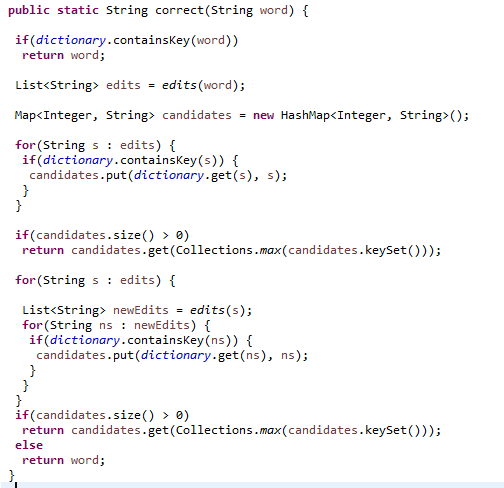 public static String correct(String word) {
if(dictionary.containsKey(word))
return word;
List<String> edits = edits(word);
Map<Integer, String> candidates = new HashMap<Integer, String>();
for(String s : edits) {
if(dictionary.containsKey(s)) {
candidates.put(dictionary.get(s), s);
}
}
if(candidates.size() > 0)
return candidates.get(Collections.max(candidates.keySet()));
for(String s : edits) {
List<String> newEdits = edits(s);
for(String ns : newEdits) {
if(dictionary.containsKey(ns)) {
candidates.put(dictionary.get(ns), ns);
}
}
}
if(candidates.size() > 0)
return candidates.get(Collections.max(candidates.keySet()));
else
return word;
}